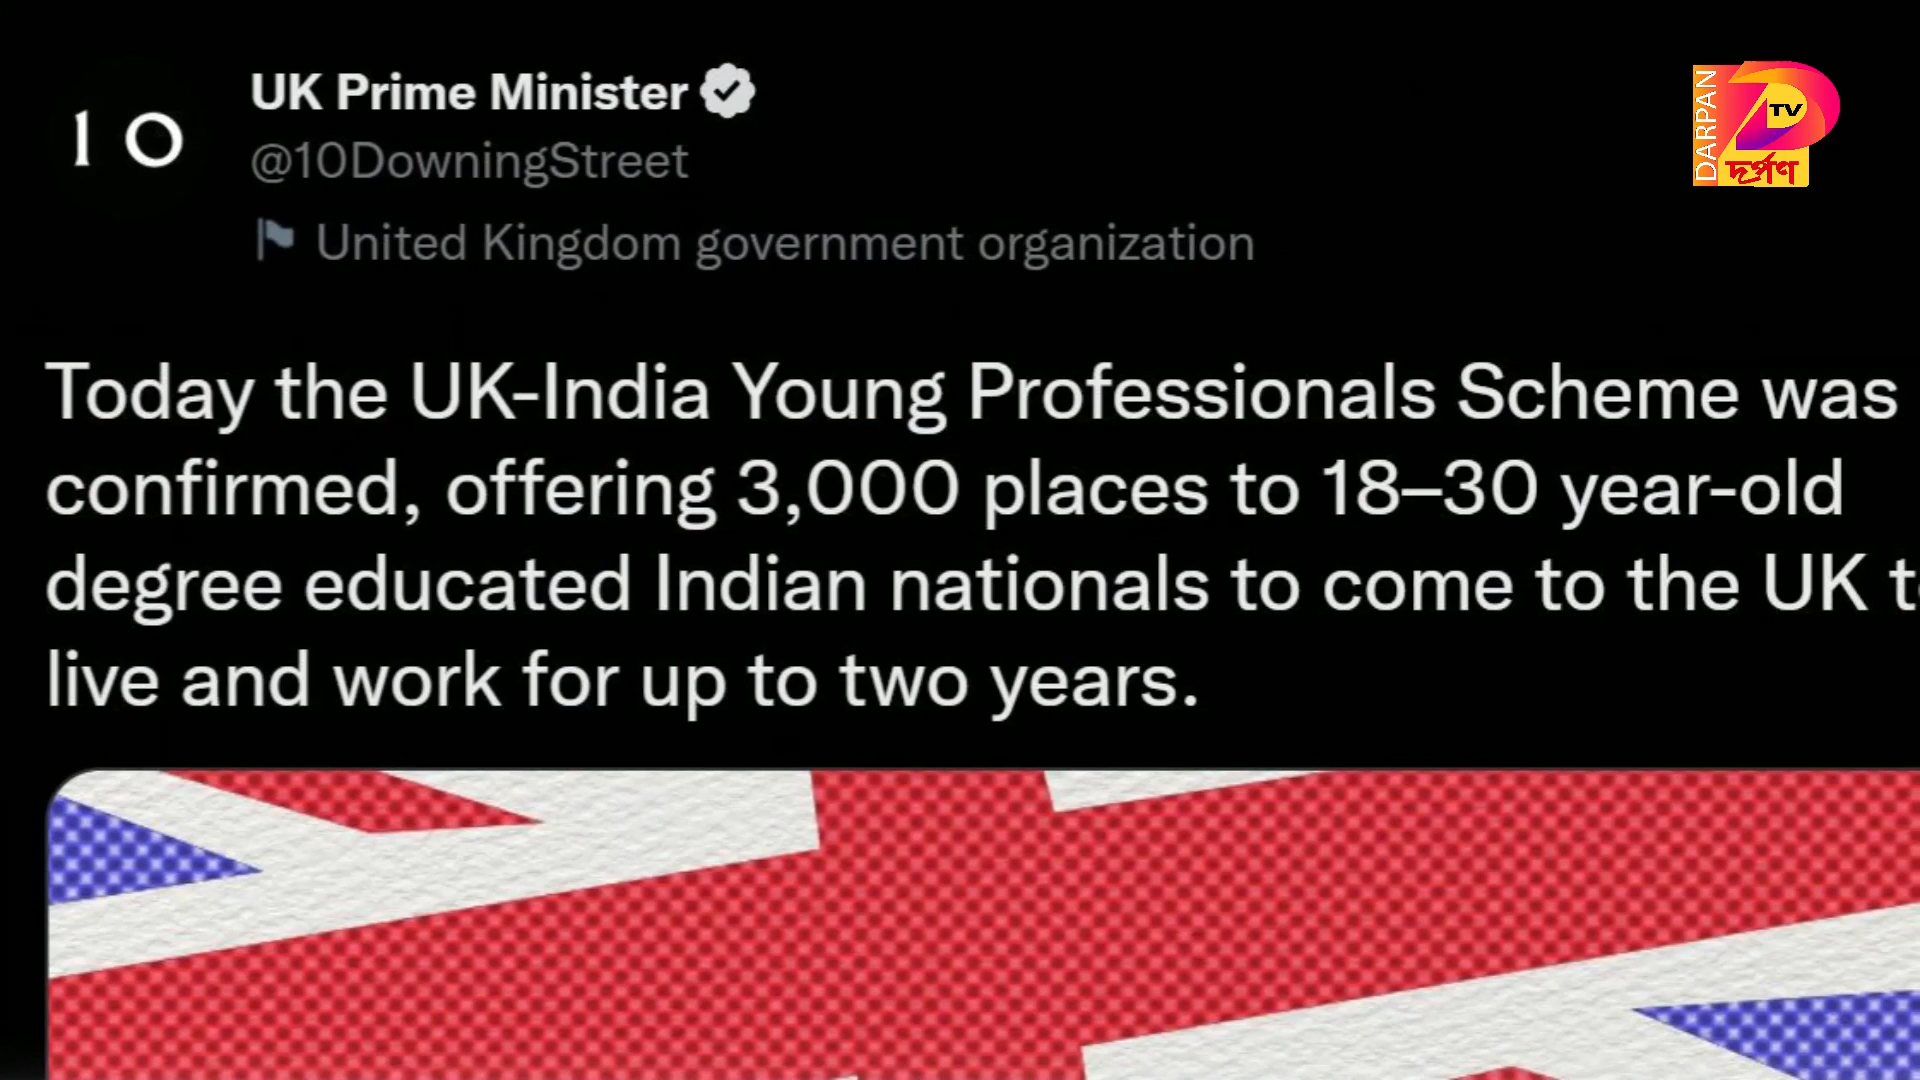 10
UK Prime Minister
@10DowningStreet
United Kingdom government organization
DARPAN
TV
দর্পণ
Today the UK-India Young Professionals Scheme was
confirmed, offering 3,000 places to 18–30 year-old
degree educated Indian nationals to come to the UK t
live and work for up to two years.